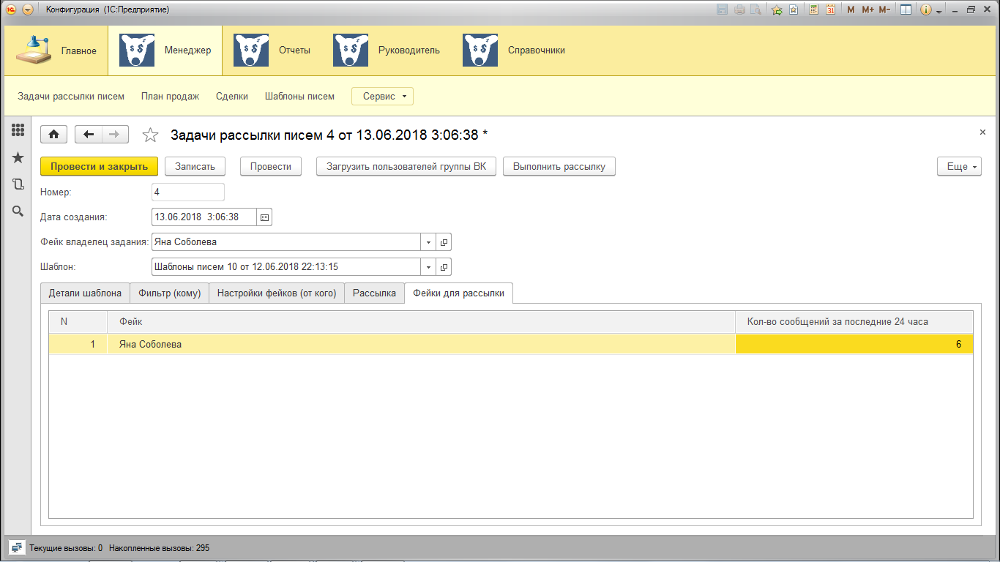 Конфигурация (1С:Предприятие)
M M+ M-
Главное Менеджер Отчеты Руководитель Справочники
Задачи рассылки писем План продаж Сделки Шаблоны писем Сервис
Задачи рассылки писем 4 от 13.06.2018 3:06:38 *
Провести и закрыть Записать Провести Загрузить пользователей группы ВК Выполнить рассылку Еще
Номер: 4
Дата создания: 13.06.2018 3:06:38
Фейк владелец задания: Яна Соболева
Шаблон: Шаблоны писем 10 от 12.06.2018 22:13:15
Детали шаблона Фильтр (кому) Настройки фейков (от кого) Рассылка Фейки для рассылки
N Фейк Кол-во сообщений за последние 24 часа
1 Яна Соболева 6
Текущие вызовы: 0 Накопленные вызовы: 295